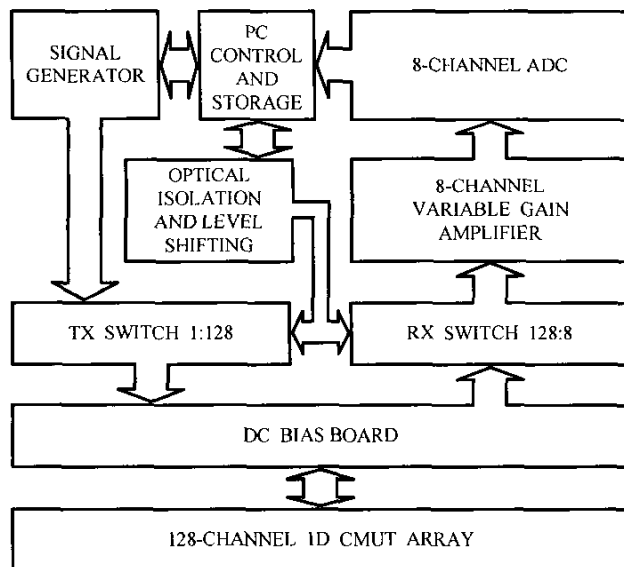 SIGNAL
GENERATOR
PC
CONTROL
AND
STORAGE
8-CHANNEL ADC
OPTICAL
ISOLATION
AND LEVEL
SHIFTING
8-CHANNEL
VARIABLE GAIN
AMPLIFIER
TX SWITCH 1:128
RX SWITCH 128:8
DC BIAS BOARD
128-CHANNEL 1D CMUT ARRAY